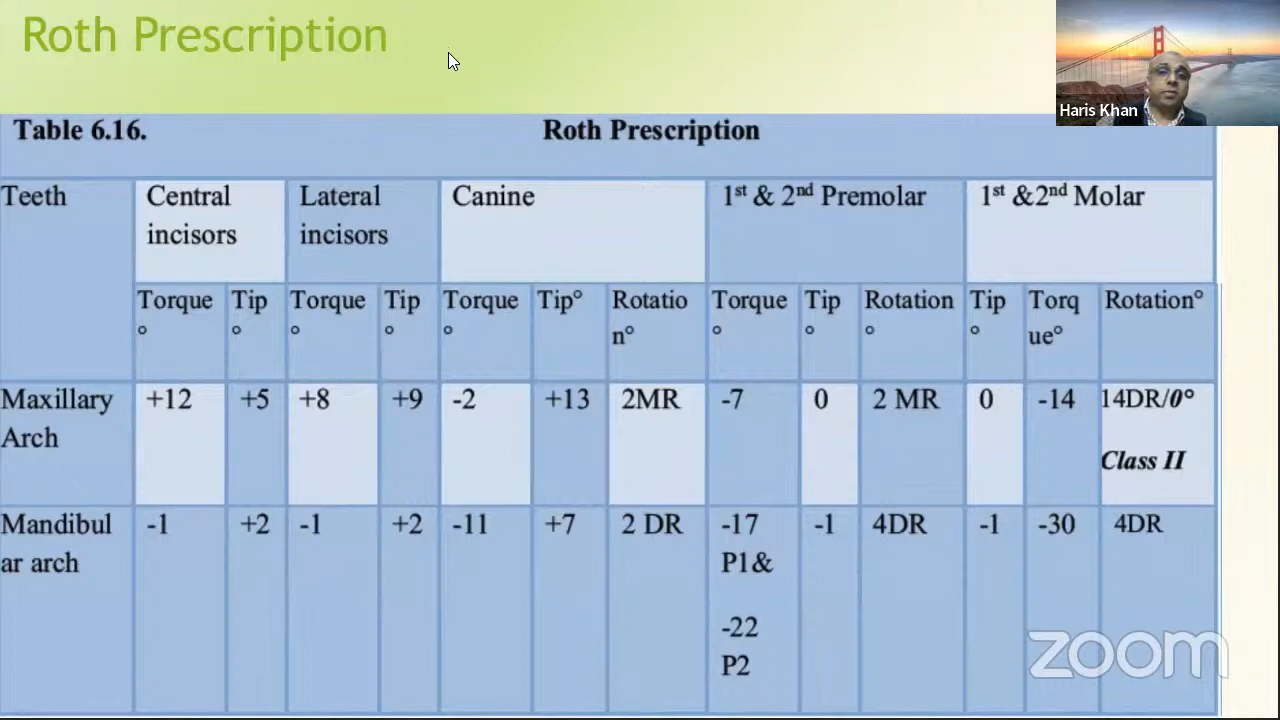 Roth Prescription
Haris Khan
Table 6.16. Roth Prescription
Teeth Central incisors Lateral incisors Canine 1st & 2nd Premolar 1st &2nd Molar
Torque ° Tip ° Torque ° Tip ° Torque ° Tip° Rotatio n° Torque ° Tip ° Rotation ° Tip ° Torq ue° Rotation°
Maxillary Arch +12 +5 +8 +9 -2 +13 2MR -7 0 2 MR 0 -14 14DR/0° Class II
Mandibul ar arch -1 +2 -1 +2 -11 +7 2 DR -17 P1& -22 P2 -1 4DR -1 -30 4DR
zoom